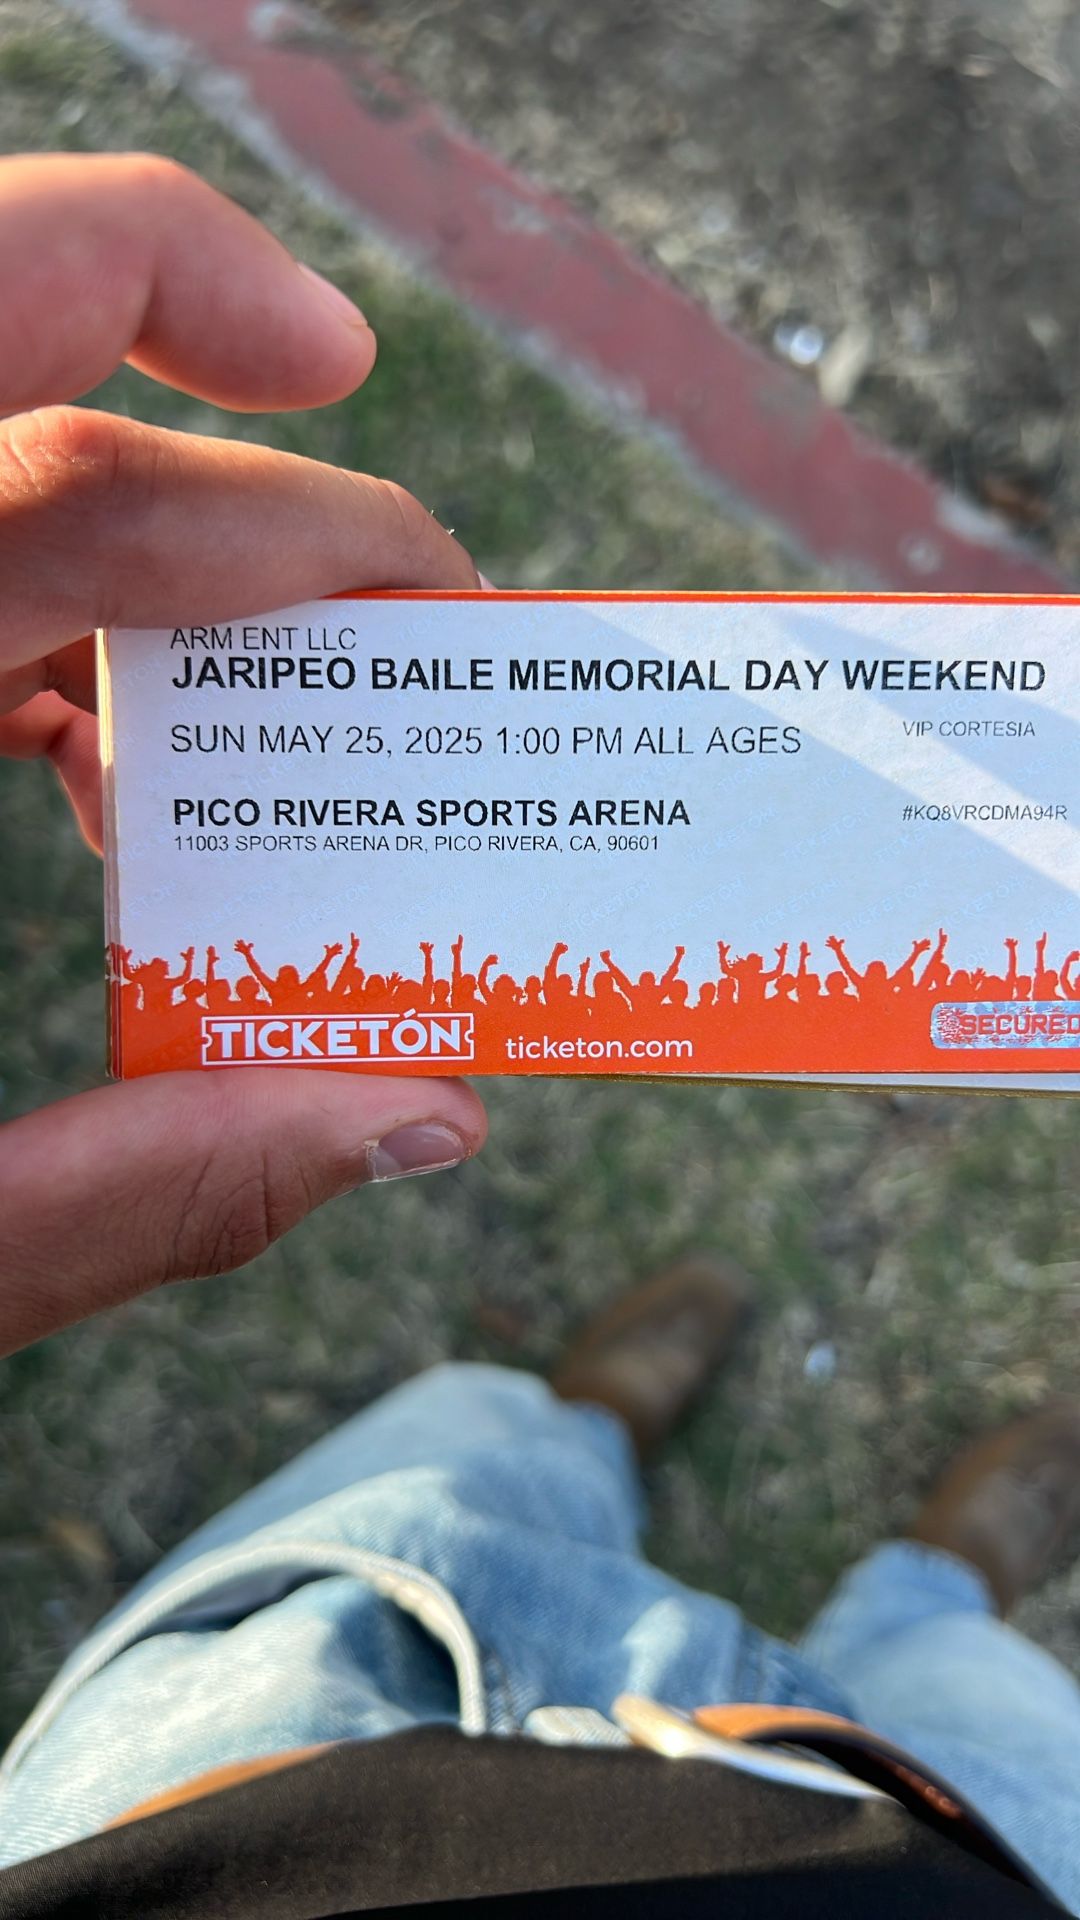 ARM ENT LLC
JARIPEO BAILE MEMORIAL DAY WEEKEND
SUN MAY 25, 2025 1:00 PM ALL AGES
VIP CORTESIA
PICO RIVERA SPORTS ARENA
#KQ8VRCDMA94R
11003 SPORTS ARENA DR, PICO RIVERA, CA, 90601
TICKETÓN
ticketon.com
SECURED